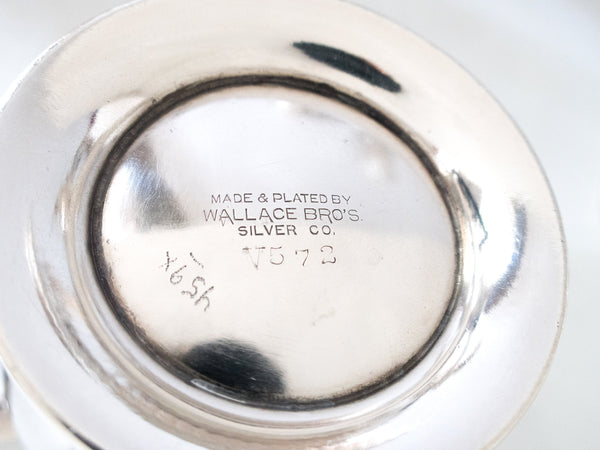 MADE & PLATED BY
WALLACE BRO'S.
SILVER CO.
V572